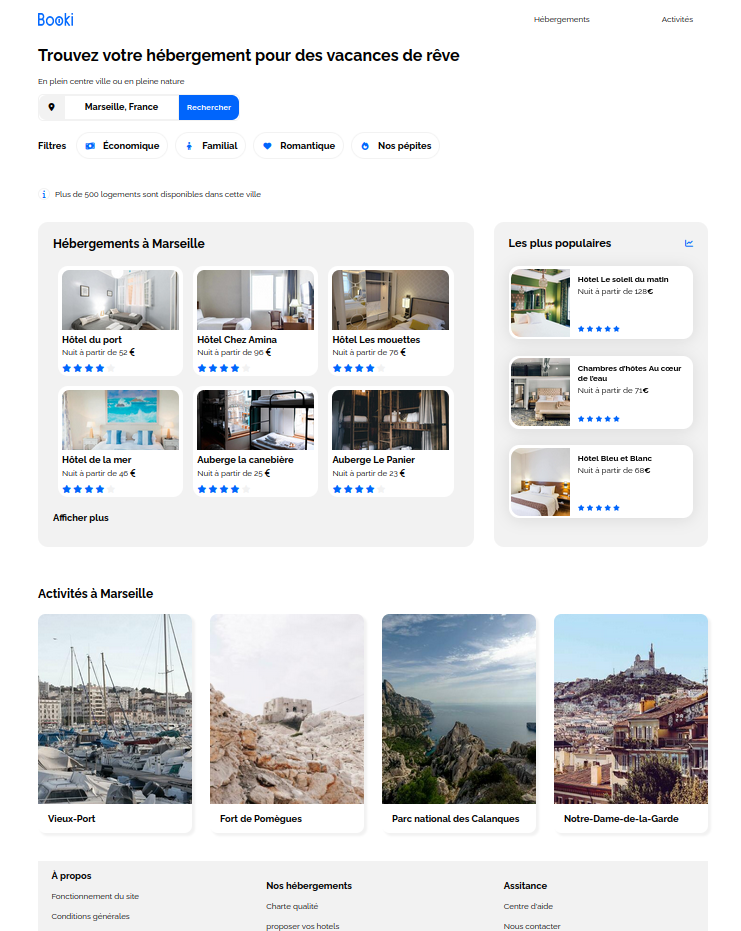 Booki
Hébergements
Activités
Trouvez votre hébergement pour des vacances de rêve
En plein centre ville ou en pleine nature
Marseille, France
Rechercher
Filtres
Économique
Familial
Romantique
Nos pépites
Plus de 500 logements sont disponibles dans cette ville
Hébergements à Marseille
Hôtel du port
Nuit à partir de 52 €
Hôtel Chez Amina
Nuit à partir de 96 €
Hôtel Les mouettes
Nuit à partir de 76 €
Hôtel de la mer
Nuit à partir de 46 €
Auberge la canebière
Nuit à partir de 25 €
Auberge Le Panier
Nuit à partir de 23 €
Afficher plus
Les plus populaires
Hôtel Le soleil du matin
Nuit à partir de 128€
Chambres d'hôtes Au cœur
de l'eau
Nuit à partir de 71€
Hôtel Bleu et Blanc
Nuit à partir de 68€
Activités à Marseille
Vieux-Port
Fort de Pomègues
Parc national des Calanques
Notre-Dame-de-la-Garde
À propos
Fonctionnement du site
Conditions générales
Nos hébergements
Charte qualité
proposer vos hotels
Assitance
Centre d'aide
Nous contacter